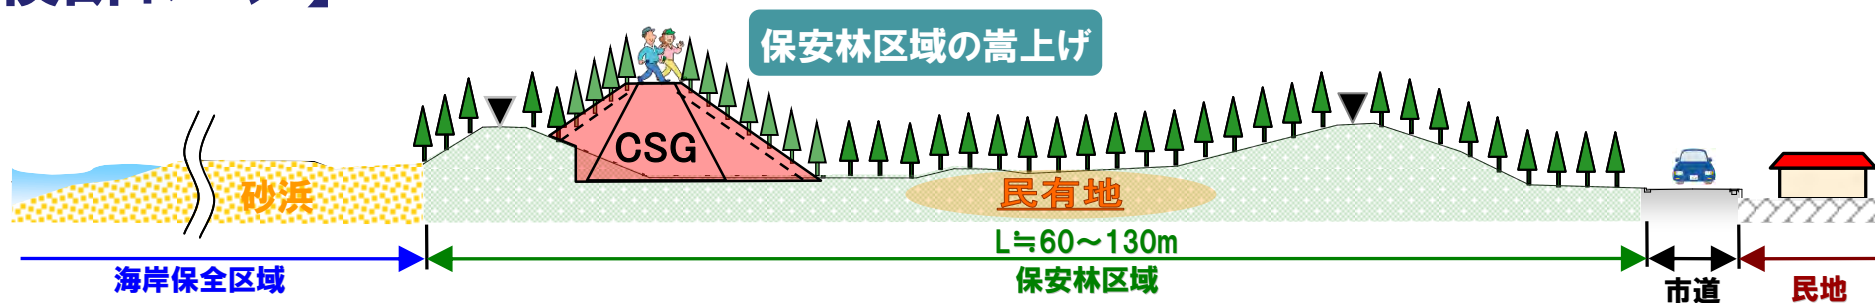 保安林区域の嵩上げ
CSG
砂浜
民有地
L≒60～130m
海岸保全区域
保安林区域
市道
民地